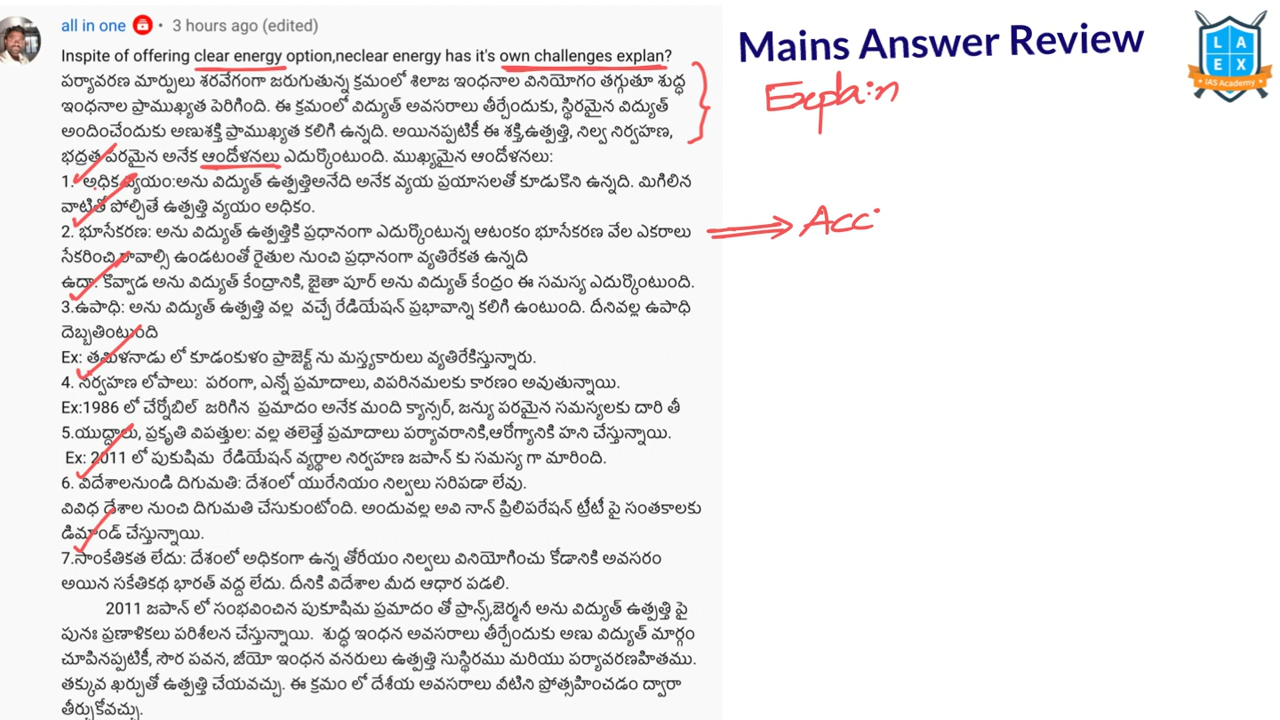 all in one • 3 hours ago (edited)
Inspite of offering clear energy option,neclear energy has it's own challenges explan?
పర్యావరణ మార్పులు శరవేగంగా జరుగుతున్న క్రమంలో శిలాజ ఇంధనాల వినియోగం తగ్గుతూ శుద్ధ
ఇంధనాల ప్రాముఖ్యత పెరిగింది. ఈ క్రమంలో విద్యుత్ అవసరాలు తీర్చేందుకు, స్థిరమైన విద్యుత్
అందించేందుకు అణుశక్తి ప్రాముఖ్యత కలిగి ఉన్నది. అయినప్పటికీ ఈ శక్తి,ఉత్పత్తి, నిల్వ నిర్వహణ,
భద్రత పరమైన అనేక ఆందోళనలు ఎదుర్కొంటుంది. ముఖ్యమైన ఆందోళనలు:
1. అధిక వ్యయం:అను విద్యుత్ ఉత్పత్తిఅనేది అనేక వ్యయ ప్రయాసలతో కూడుకొని ఉన్నది. మిగిలిన
వాటితో పోల్చితే ఉత్పత్తి వ్యయం అధికం.
2. భూసేకరణ: అను విద్యుత్ ఉత్పత్తికి ప్రధానంగా ఎదుర్కొంటున్న ఆటంకం భూసేకరణ వేల ఎకరాలు
సేకరించి రావాల్సి ఉండటంతో రైతుల నుంచి ప్రధానంగా వ్యతిరేకత ఉన్నది
ఉదా: కొవ్వాడ అను విద్యుత్ కేంద్రానికి, జైతా పూర్ అను విద్యుత్ కేంద్రం ఈ సమస్య ఎదుర్కొంటుంది.
3.ఉపాధి: అను విద్యుత్ ఉత్పత్తి వల్ల వచ్చే రేడియేషన్ ప్రభావాన్ని కలిగి ఉంటుంది. దీనివల్ల ఉపాధి
దెబ్బతింటుంది
Ex: తమిళనాడు లో కూడంకుళం ప్రాజెక్ట్ ను మస్త్యకారులు వ్యతిరేకిస్తున్నారు.
4. నిర్వహణ లోపాలు: పరంగా, ఎన్నో ప్రమాదాలు, విపరినమలకు కారణం అవుతున్నాయి.
Ex:1986 లో చేర్నోబిల్ జరిగిన ప్రమాదం అనేక మంది క్యాన్సర్, జన్యు పరమైన సమస్యలకు దారి తీ
5.యుద్ధాలు, ప్రకృతి విపత్తుల: వల్ల తలెత్తే ప్రమాదాలు పర్యావరానికి,ఆరోగ్యానికి హని చేస్తున్నాయి.
Ex: 2011 లో పుకుషిమ రేడియేషన్ వ్యర్థాల నిర్వహణ జపాన్ కు సమస్య గా మారింది.
6. విదేశాలనుండి దిగుమతి: దేశంలో యురేనియం నిల్వలు సరిపడా లేవు.
వివిధ దేశాల నుంచి దిగుమతి చేసుకుంటోంది. అందువల్ల అవి నాన్ ప్రిలిపరేషన్ ట్రీటీ పై సంతకాలకు
డిమాండ్ చేస్తున్నాయి.
7.సాంకేతికత లేదు: దేశంలో అధికంగా ఉన్న తోరీయం నిల్వలు వినియోగించు కోడానికి అవసరం
అయిన సకేతికథ భారత్ వద్ద లేదు. దీనికి విదేశాల మీద ఆధార పడలి.
2011 జపాన్ లో సంభవించిన పుకూషిమ ప్రమాదం తో ఫ్రాన్స్,జెర్మనీ అను విద్యుత్ ఉత్పత్తి పై
పునః ప్రణాళికలు పరిశీలన చేస్తున్నాయి. శుద్ధ ఇంధన అవసరాలు తీర్చేందుకు అణు విద్యుత్ మార్గం
చూపినప్పటికీ, సౌర పవన, జీయో ఇంధన వనరులు ఉత్పత్తి సుస్థిరము మరియు పర్యావరణహితము.
తక్కువ ఖర్చుతో ఉత్పత్తి చేయవచ్చు. ఈ క్రమం లో దేశీయ అవసరాలు వీటిని ప్రోత్సహించడం ద్వారా
తీర్చుకోవచ్చు.
Mains Answer Review
Explain
Acc
LAEX
IAS Academy